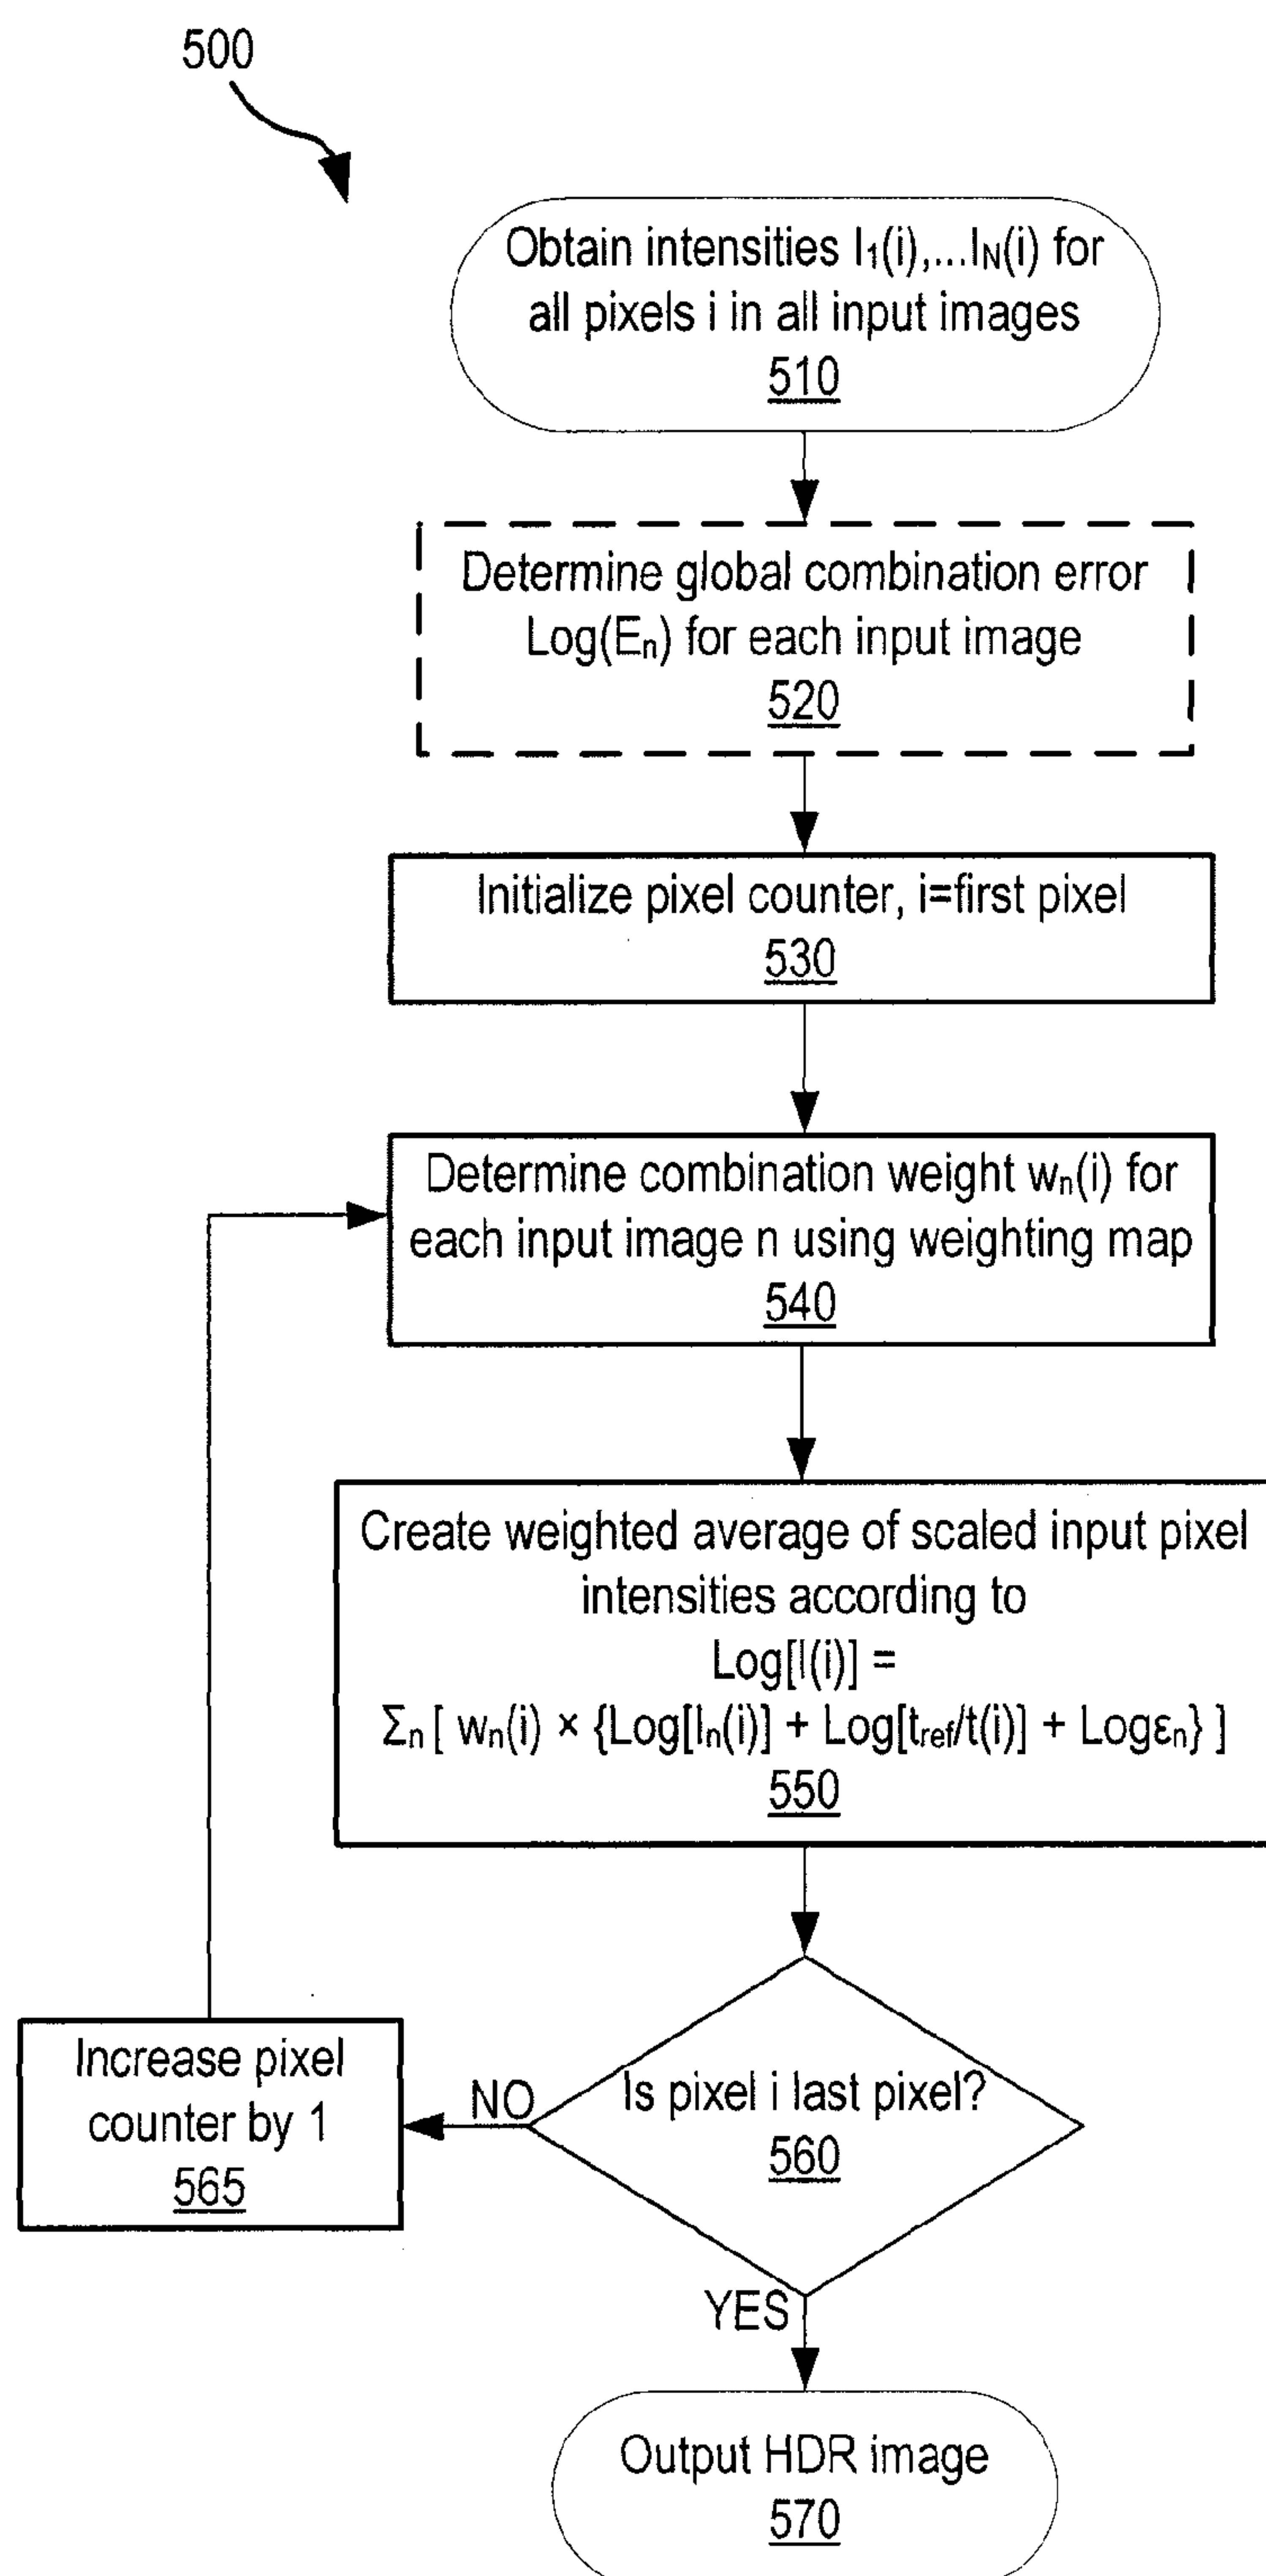 500
Obtain intensities I₁(i),...Iₙ(i) for
all pixels i in all input images
510
Determine global combination error
Log(Eₙ) for each input image
520
Initialize pixel counter, i=first pixel
530
Determine combination weight wₙ(i) for
each input image n using weighting map
540
Create weighted average of scaled input pixel
intensities according to
Log[I(i)] =
Σₙ [ wₙ(i) × {Log[Iₙ(i)] + Log[t_ref/t(i)] + Logεₙ} ]
550
Is pixel i last pixel?
560
NO
Increase pixel
counter by 1
565
YES
Output HDR image
570